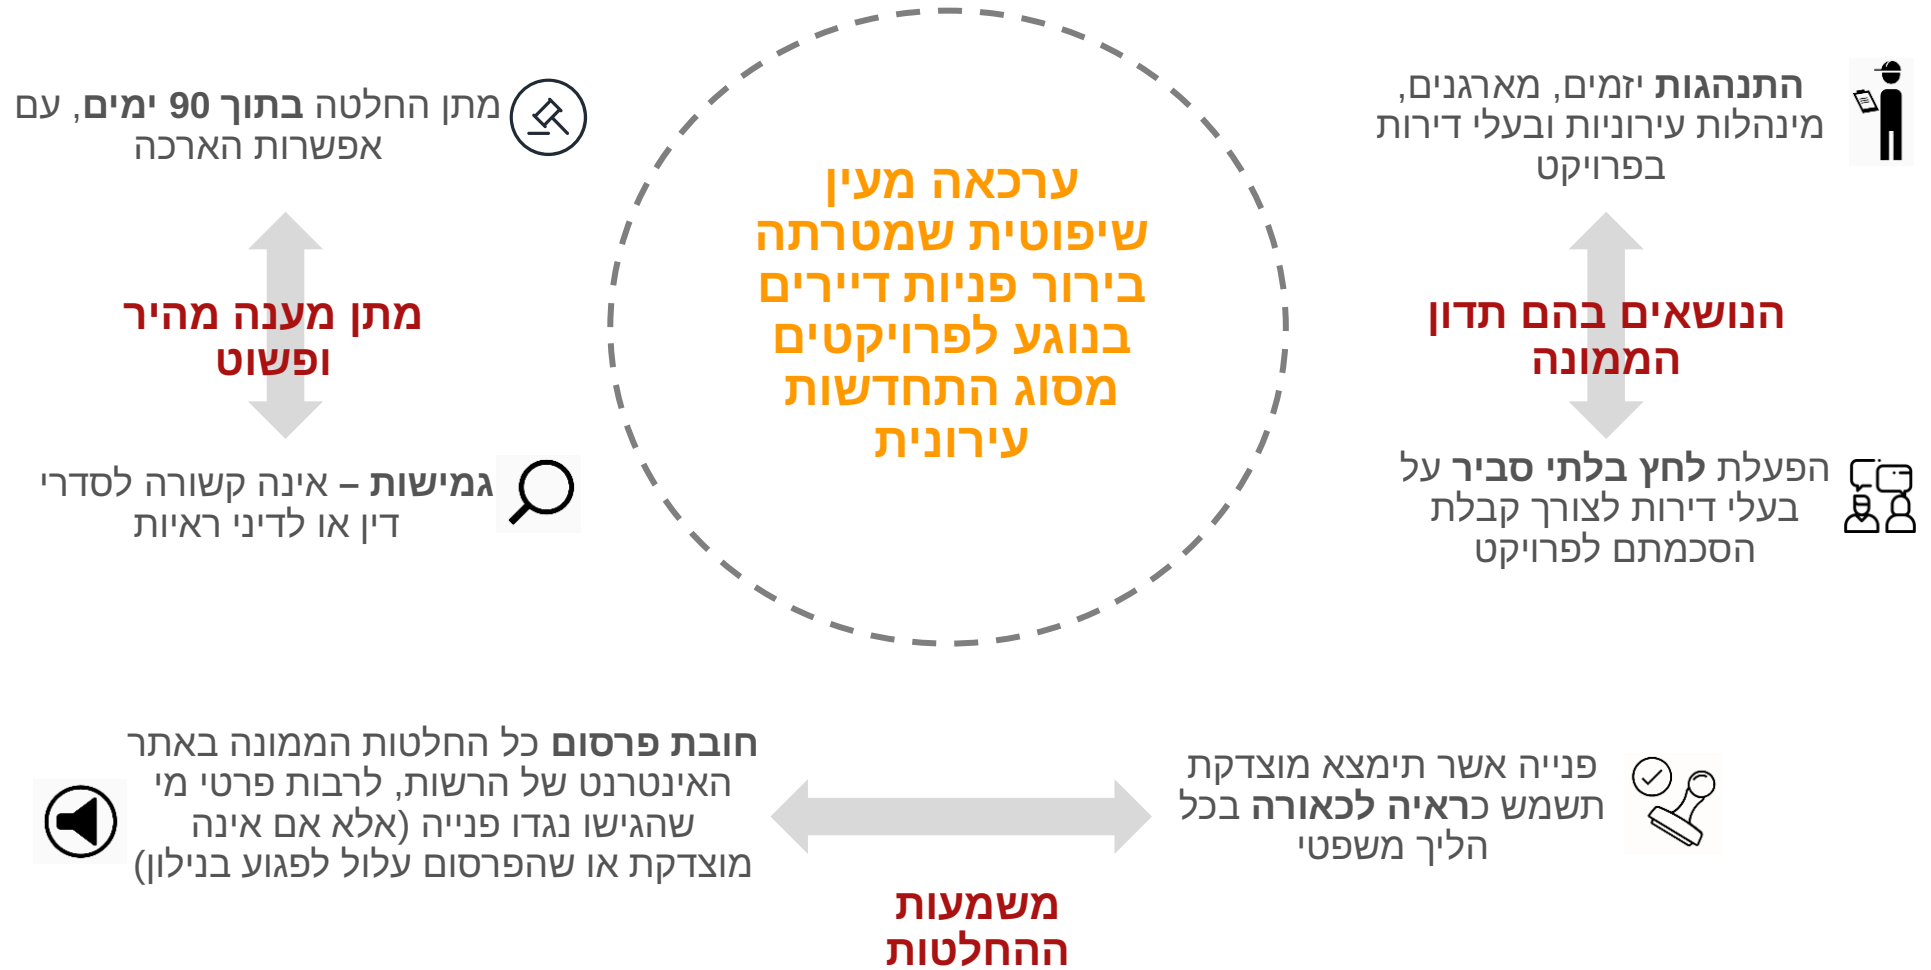 ערכאה מעין
שיפוטית שמטרתה
בירור פניות דיירים
בנוגע לפרויקטים
מסוג התחדשות
עירונית
התנהגות יזמים, מארגנים,
מינהלות עירוניות ובעלי דירות
בפרויקט
הנושאים בהם תדון
הממונה
הפעלת לחץ בלתי סביר על
בעלי דירות לצורך קבלת
הסכמתם לפרויקט
מתן החלטה בתוך 90 ימים, עם
אפשרות הארכה
מתן מענה מהיר
ופשוט
גמישות – אינה קשורה לסדרי
דין או לדיני ראיות
פנייה אשר תימצא מוצדקת
תשמש כראיה לכאורה בכל
הליך משפטי
חובת פרסום כל החלטות הממונה באתר
האינטרנט של הרשות, לרבות פרטי מי
שהגישו נגדו פנייה (אלא אם אינה
מוצדקת או שהפרסום עלול לפגוע בנילון)
משמעות
ההחלטות